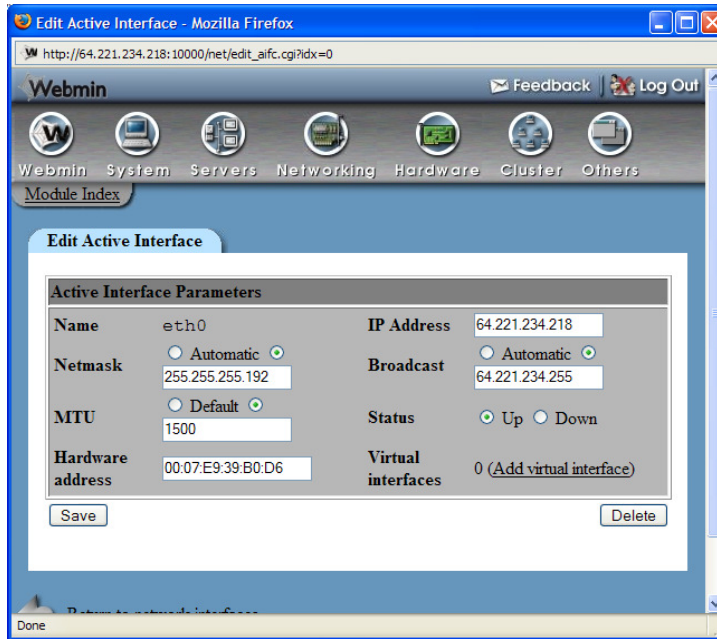 Edit Active Interface - Mozilla Firefox
http://64.221.234.218:10000/net/edit_aifc.cgi?idx=0
Webmin
Feedback | Log Out
Webmin System Servers Networking Hardware Cluster Others
Module Index
Edit Active Interface
Active Interface Parameters
Name eth0 IP Address 64.221.234.218
Netmask Automatic 255.255.255.192 Broadcast Automatic 64.221.234.255
MTU Default 1500 Status Up Down
Hardware address 00:07:E9:39:B0:D6 Virtual interfaces 0 (Add virtual interface)
Save Delete
Return to network interfaces
Done